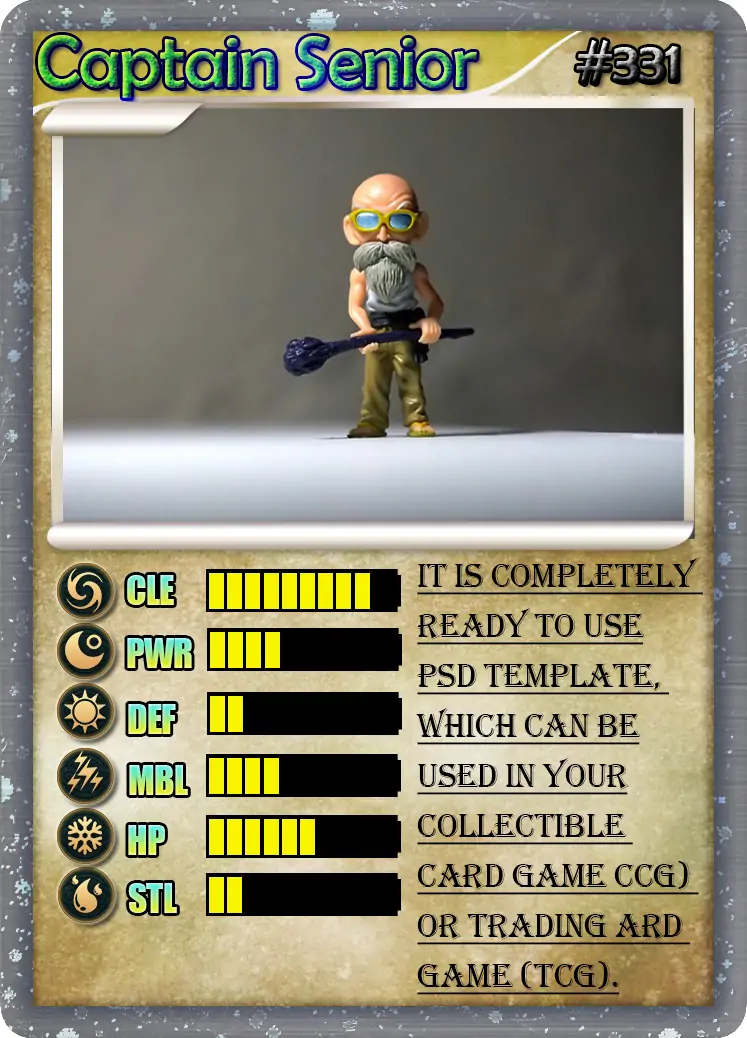 Captain Senior
#331
CLE
PWR
DEF
MBL
HP
STL
IT IS COMPLETELY
READY TO USE
PSD TEMPLATE,
WHICH CAN BE
USED IN YOUR
COLLECTIBLE
CARD GAME CCG)
OR TRADING ARD
GAME (TCG).